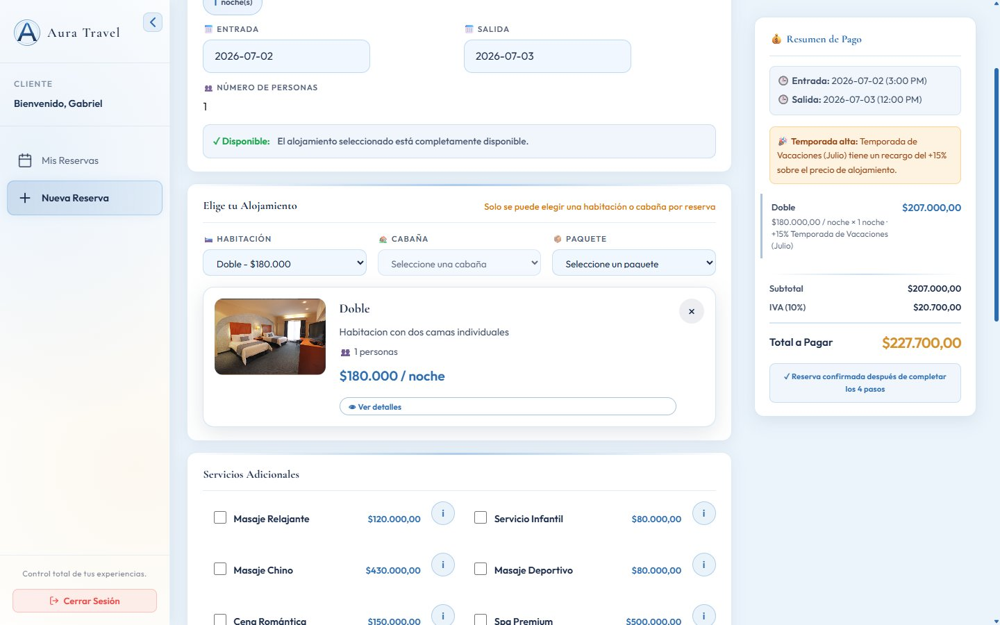 Aura Travel
CLIENTE
Bienvenido, Gabriel
Mis Reservas
Nueva Reserva
Control total de tus experiencias.
Cerrar Sesión
1 noche(s)
ENTRADA
SALIDA
2026-07-02
2026-07-03
NÚMERO DE PERSONAS
1
✓ Disponible: El alojamiento seleccionado está completamente disponible.
Elige tu Alojamiento
Solo se puede elegir una habitación o cabaña por reserva
HABITACIÓN
CABAÑA
PAQUETE
Doble - $180.000
Seleccione una cabaña
Seleccione un paquete
Doble
×
Habitacion con dos camas individuales
1 personas
$180.000 / noche
Ver detalles
Servicios Adicionales
Masaje Relajante $120.000,00 i
Servicio Infantil $80.000,00 i
Masaje Chino $430.000,00 i
Masaje Deportivo $80.000,00 i
Cena Romántica $150.000,00 i
Spa Premium $500.000,00 i
Resumen de Pago
Entrada: 2026-07-02 (3:00 PM)
Salida: 2026-07-03 (12:00 PM)
Temporada alta: Temporada de
Vacaciones (Julio) tiene un recargo del +15%
sobre el precio de alojamiento.
Doble $207.000,00
$180.000,00 / noche × 1 noche ·
+15% Temporada de Vacaciones
(Julio)
Subtotal $207.000,00
IVA (10%) $20.700,00
Total a Pagar $227.700,00
✓ Reserva confirmada después de completar
los 4 pasos